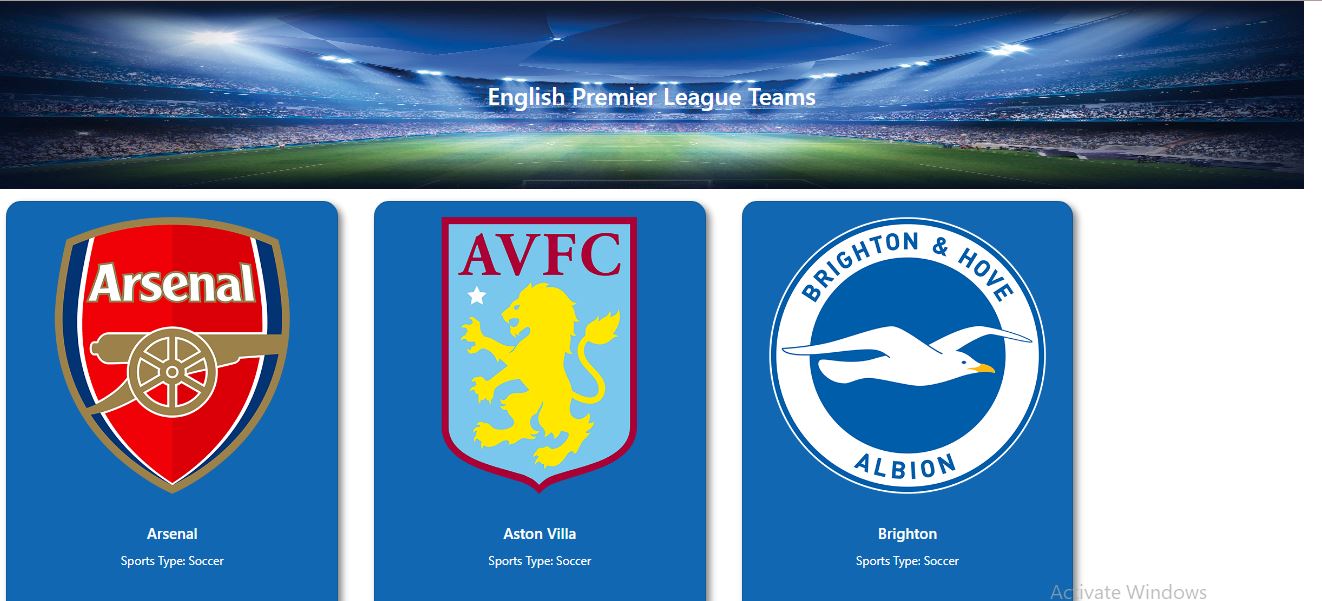 English Premier League Teams
Arsenal
AVFC
BRIGHTON & HOVE
ALBION
Arsenal
Aston Villa
Brighton
Sports Type: Soccer
Sports Type: Soccer
Sports Type: Soccer
Activate Windows